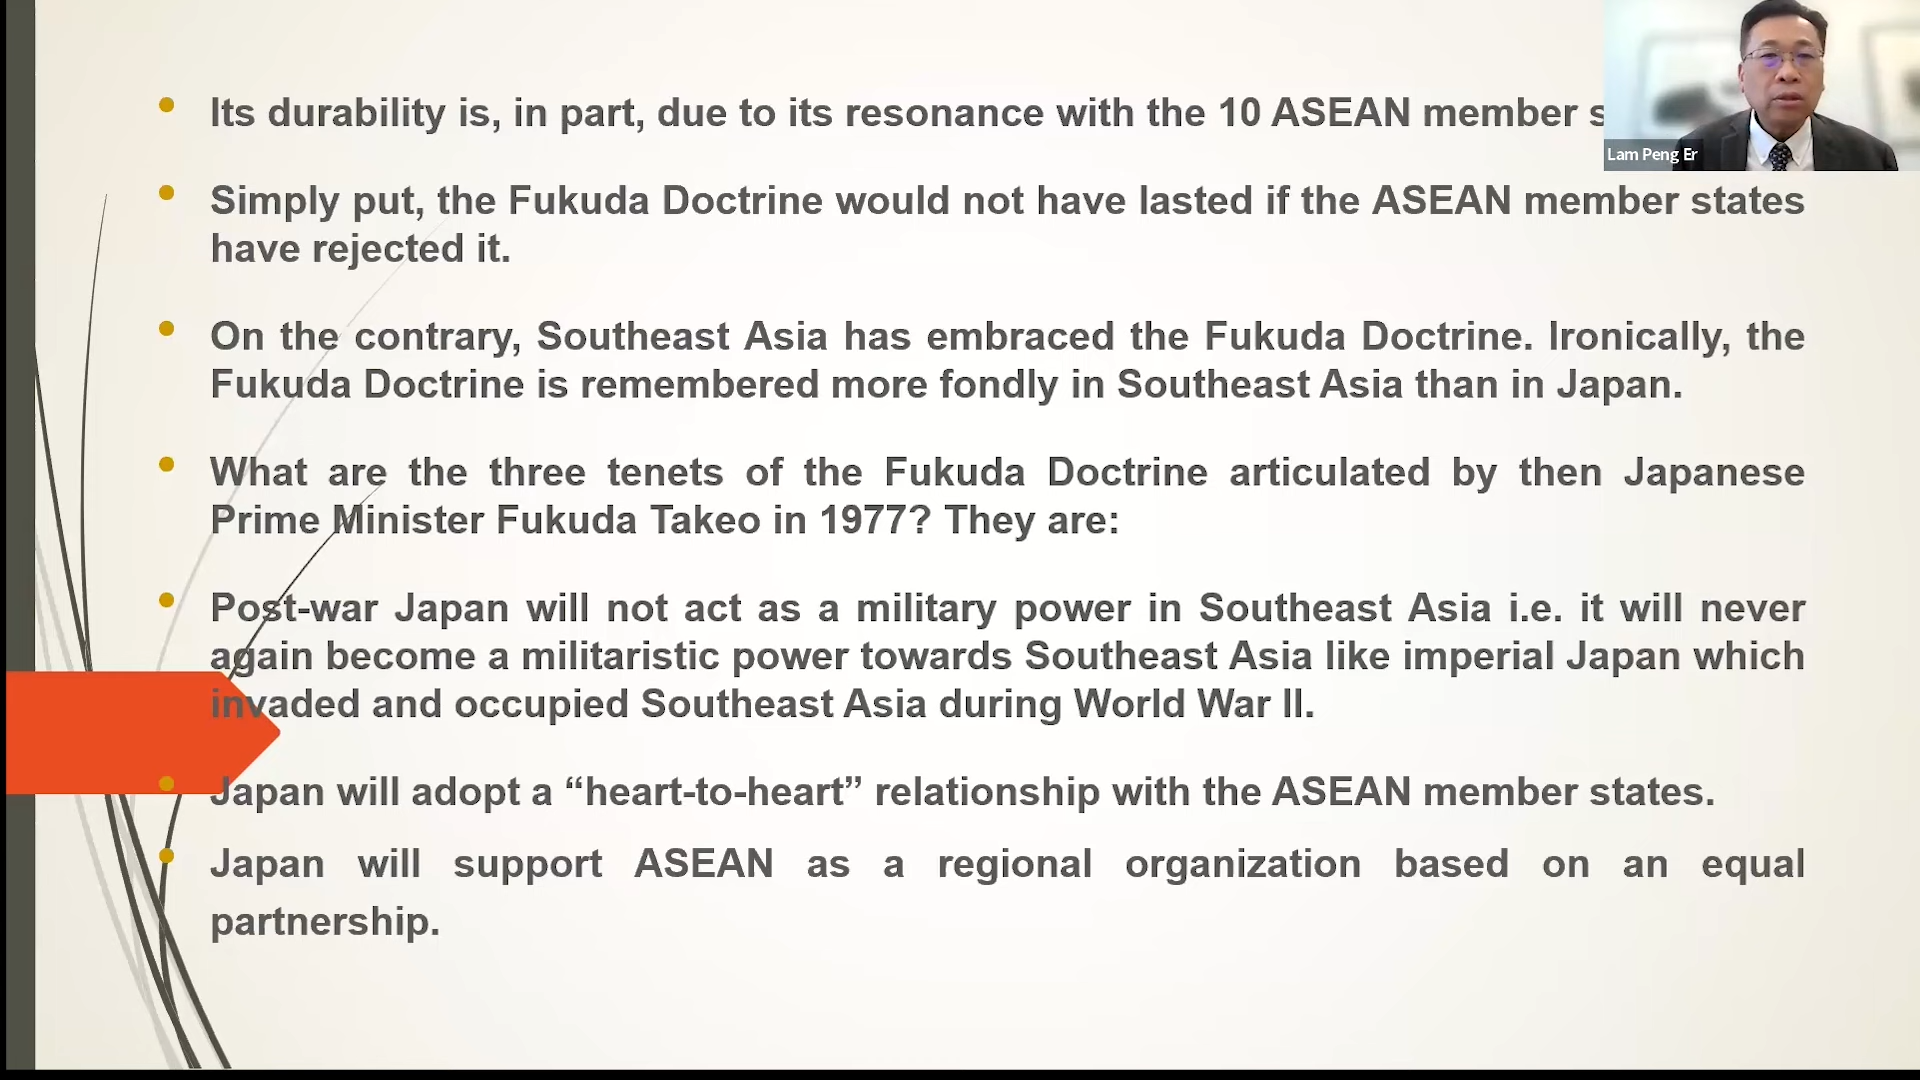 Its durability is, in part, due to its resonance with the 10 ASEAN member
Lam Peng Er
Simply put, the Fukuda Doctrine would not have lasted if the ASEAN member states
have rejected it.
On the contrary, Southeast Asia has embraced the Fukuda Doctrine. Ironically, the
Fukuda Doctrine is remembered more fondly in Southeast Asia than in Japan.
What are the three tenets of the Fukuda Doctrine articulated by then Japanese
Prime Minister Fukuda Takeo in 1977? They are:
Post-war Japan will not act as a military power in Southeast Asia i.e. it will never
again become a militaristic power towards Southeast Asia like imperial Japan which
invaded and occupied Southeast Asia during World War II.
Japan will adopt a “heart-to-heart” relationship with the ASEAN member states.
Japan will support ASEAN as a regional organization based on an equal
partnership.